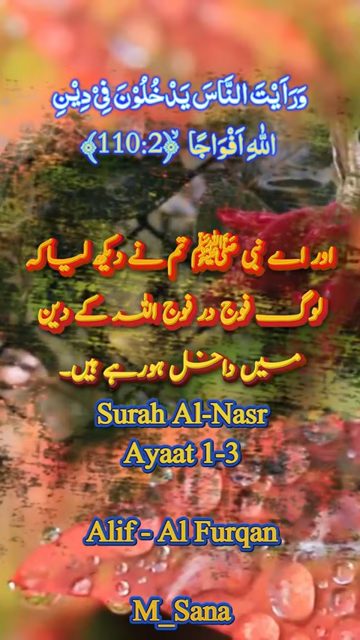 وَرَاَيْتَ النَّاسَ يَدْخُلُوْنَ فِيْ دِيْنِ
اللّٰهِ اَفْوَاجًا ۙ ﴿110:2﴾
اور اے نبی ﷺ تم نے دیکھ لیا کہ
لوگ فوج در فوج اللہ کے دین
میں داخل ہو رہے ہیں۔
Surah Al-Nasr
Ayaat 1-3
Alif - Al Furqan
M_Sana